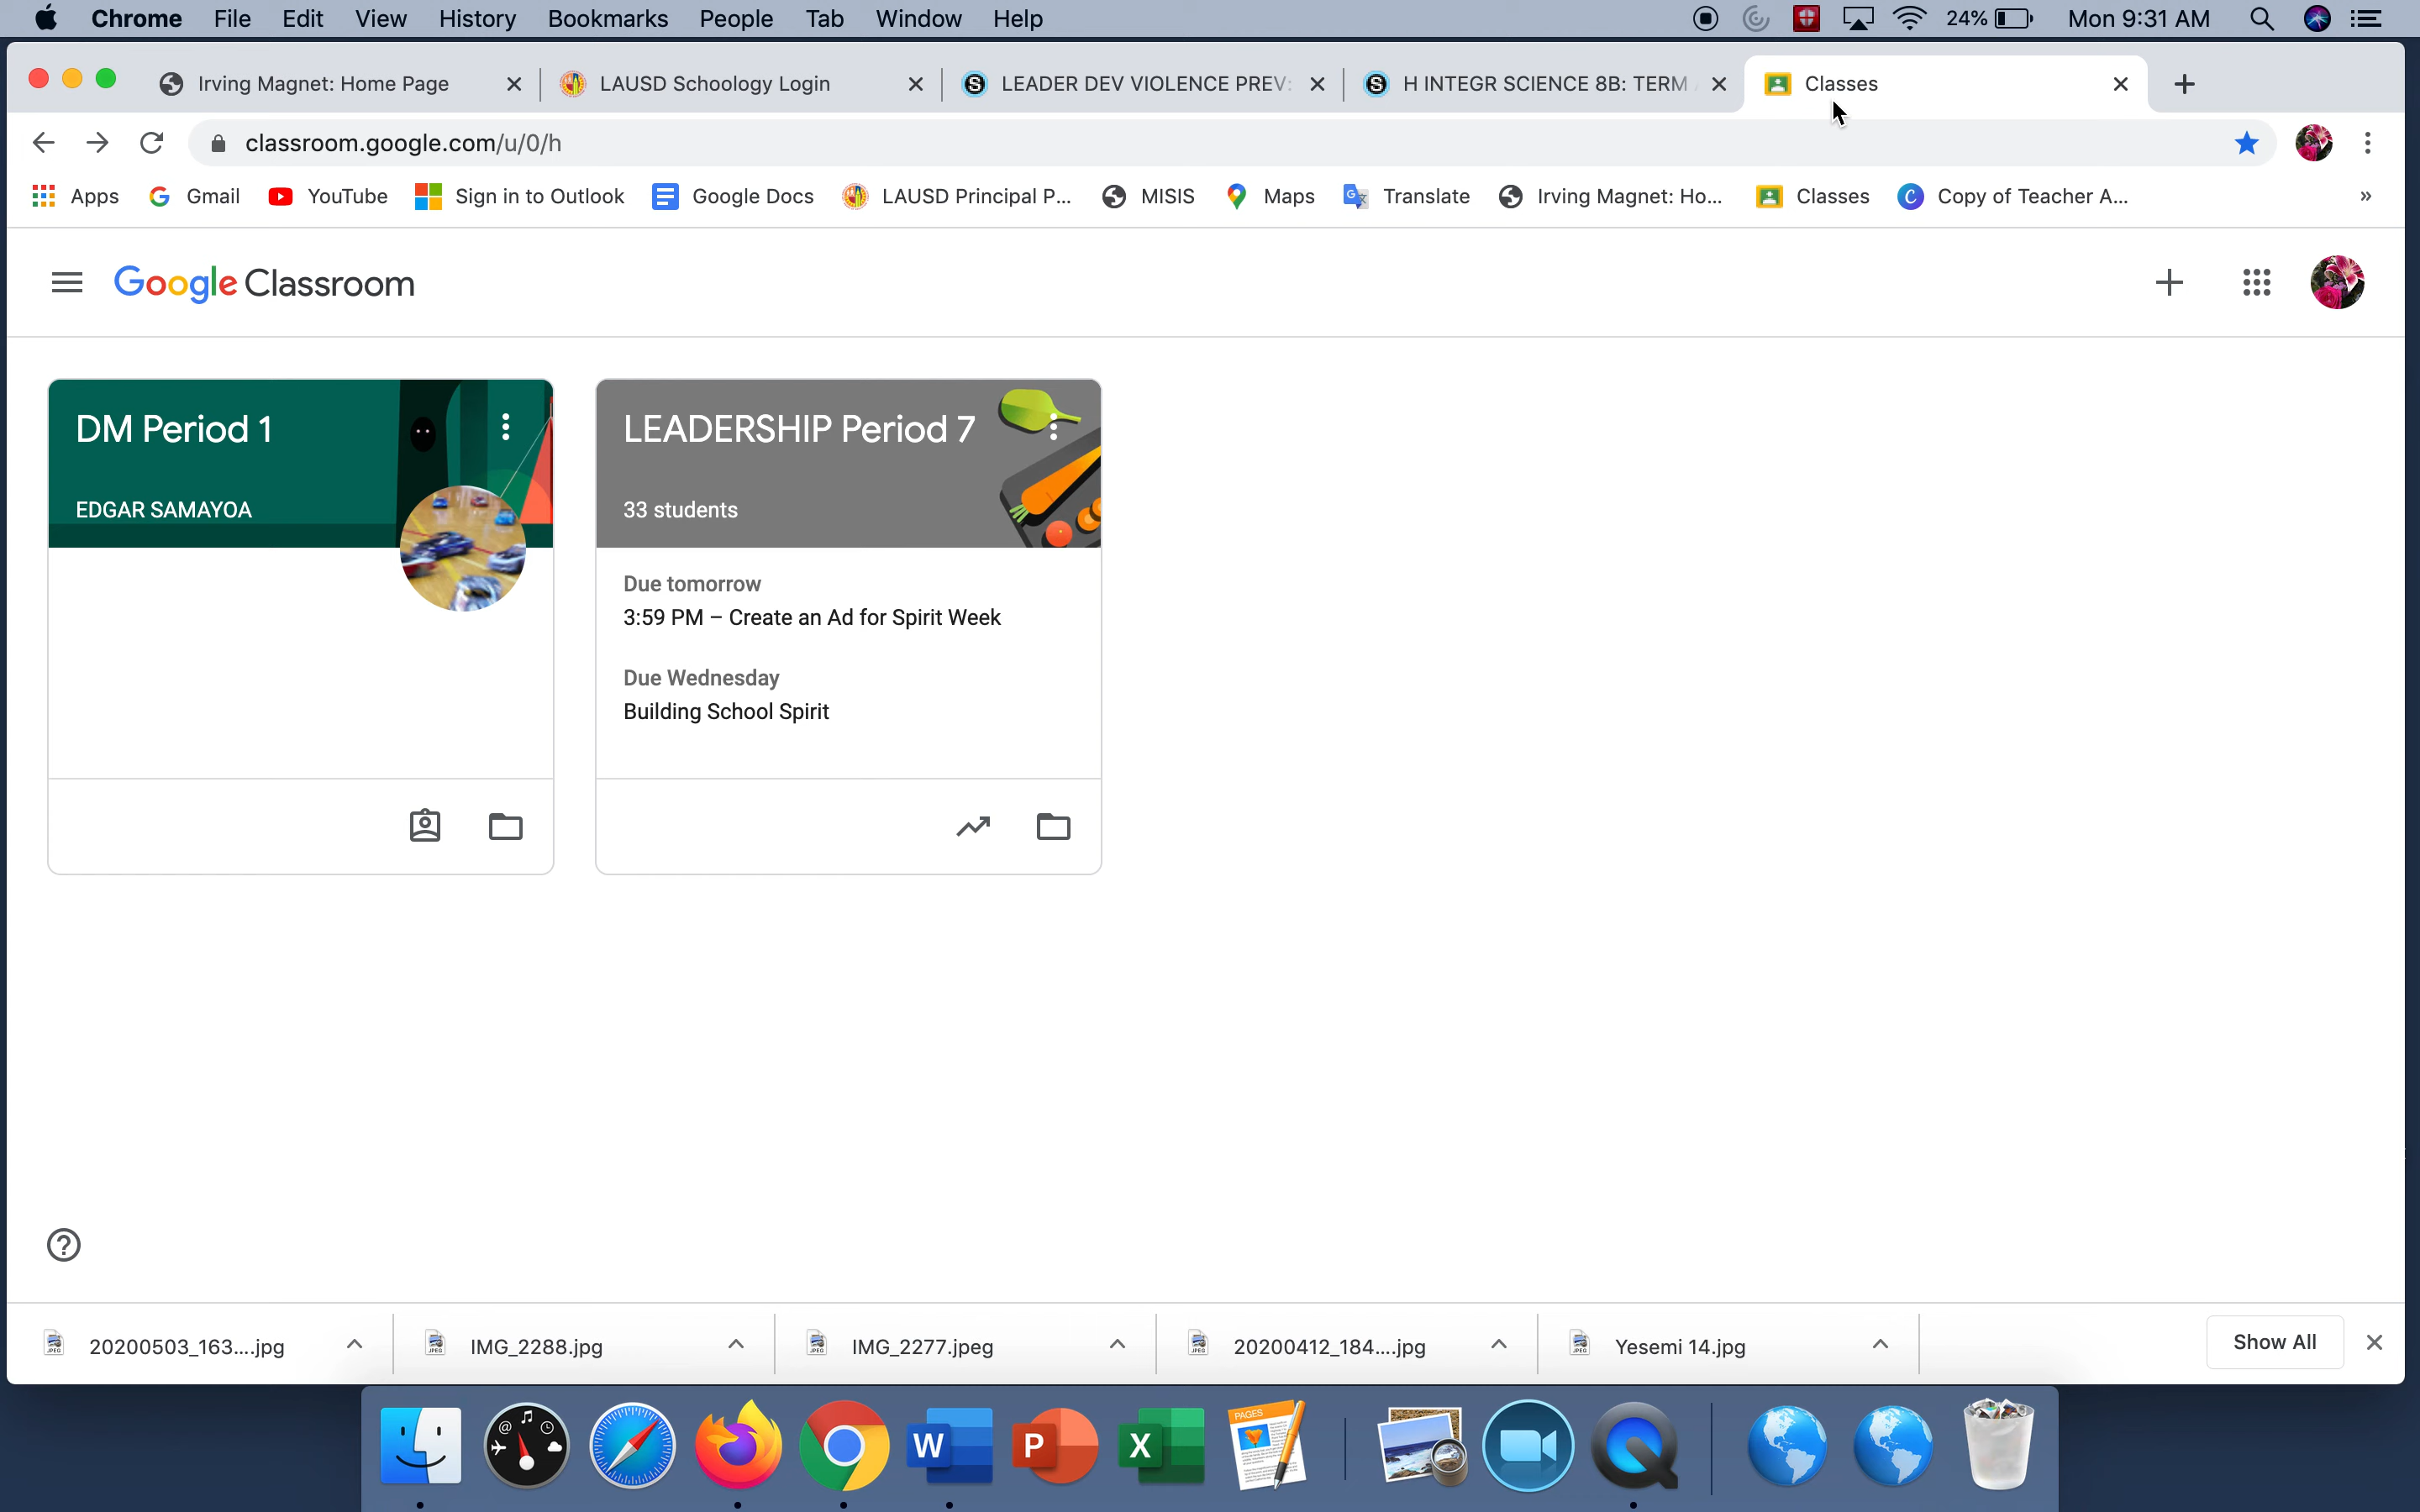 Chrome File Edit View History Bookmarks People Tab Window Help 24% Mon 9:31 AM
Irving Magnet: Home Page LAUSD Schoology Login LEADER DEV VIOLENCE PREV: H INTEGR SCIENCE 8B: TERM Classes
classroom.google.com/u/0/h
Apps Gmail YouTube Sign in to Outlook Google Docs LAUSD Principal P... MISIS Maps Translate Irving Magnet: Ho... Classes Copy of Teacher A... »
Google Classroom
DM Period 1
EDGAR SAMAYOA
LEADERSHIP Period 7
33 students
Due tomorrow
3:59 PM – Create an Ad for Spirit Week
Due Wednesday
Building School Spirit
20200503_163....jpg IMG_2288.jpg IMG_2277.jpeg 20200412_184....jpg Yesemi 14.jpg Show All
W P X PAGES